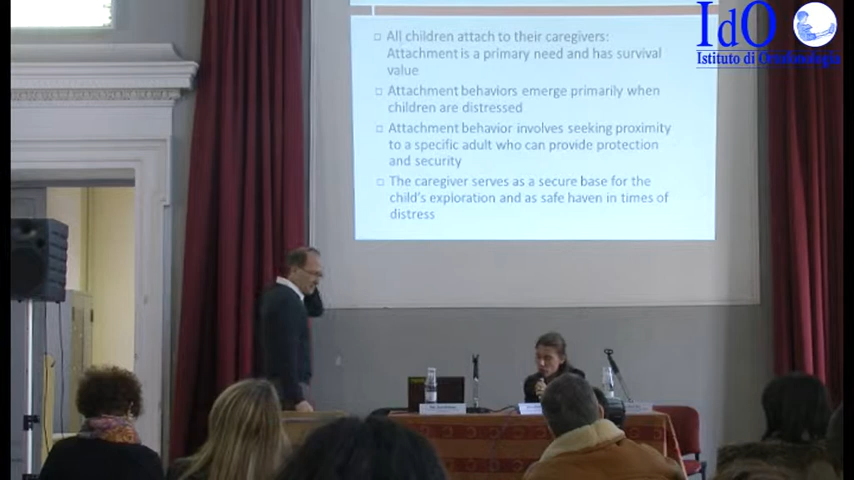 IdO
Istituto di Ortofonologia
All children attach to their caregivers:
Attachment is a primary need and has survival
value
Attachment behaviors emerge primarily when
children are distressed
Attachment behavior involves seeking proximity
to a specific adult who can provide protection
and security
The caregiver serves as a secure base for the
child's exploration and as safe haven in times of
distress